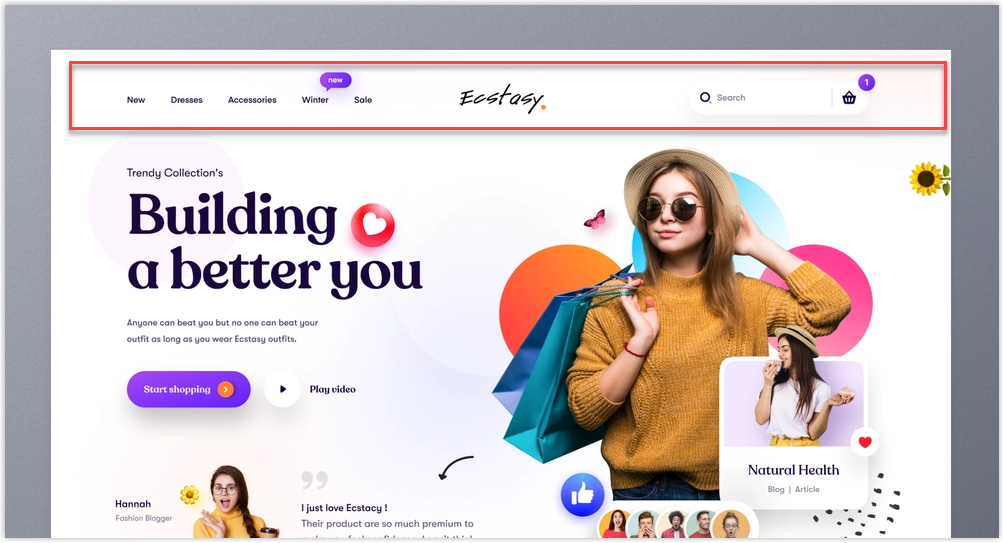 new
New Dresses Accessories Winter Sale
Ecstasy.
Search
1
Trendy Collection's
Building
a better you
Anyone can beat you but no one can beat your
outfit as long as you wear Ecstasy outfits.
Start shopping
Play video
Natural Health
Blog | Article
Hannah
Fashion Blogger
I just love Ecstacy !
Their product are so much premium to